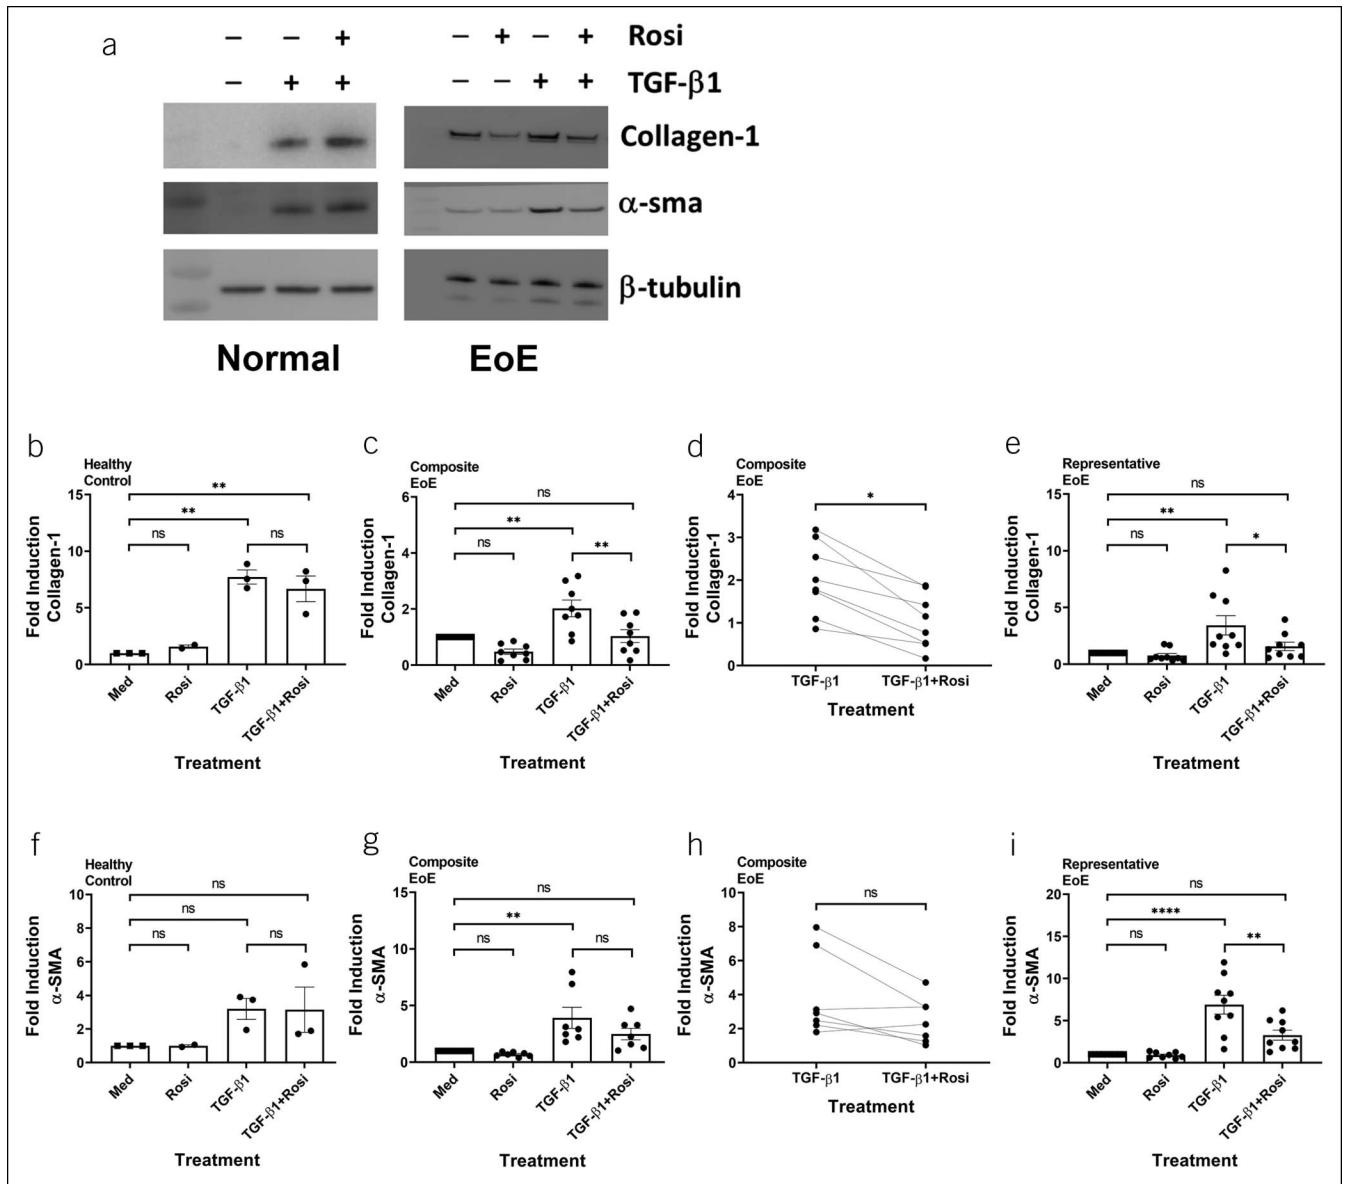 a
− − + − + − + Rosi
− + + − − + + TGF-β1
Collagen-1
α-sma
β-tubulin
Normal EoE
b
Healthy
Control
Fold Induction
Collagen-1
15
10
5
0
**
**
ns
ns
Med
Rosi
TGF-β1
TGF-β1+Rosi
Treatment
c
Composite
EoE
Fold Induction
Collagen-1
6
4
2
0
ns
**
ns
**
Med
Rosi
TGF-β1
TGF-β1+Rosi
Treatment
d
Composite
EoE
Fold Induction
Collagen-1
4
3
2
1
0
*
TGF-β1
TGF-β1+Rosi
Treatment
e
Representative
EoE
Fold Induction
Collagen-1
15
10
5
0
ns
**
ns
*
Med
Rosi
TGF-β1
TGF-β1+Rosi
Treatment
f
Healthy
Control
Fold Induction
α-SMA
10
8
6
4
2
0
ns
ns
ns
ns
Med
Rosi
TGF-β1
TGF-β1+Rosi
Treatment
g
Composite
EoE
Fold Induction
α-SMA
15
10
5
0
ns
**
ns
ns
Med
Rosi
TGF-β1
TGF-β1+Rosi
Treatment
h
Composite
EoE
Fold Induction
α-SMA
10
8
6
4
2
0
ns
TGF-β1
TGF-β1+Rosi
Treatment
i
Representative
EoE
Fold Induction
α-SMA
20
15
10
5
0
ns
****
ns
**
Med
Rosi
TGF-β1
TGF-β1+Rosi
Treatment